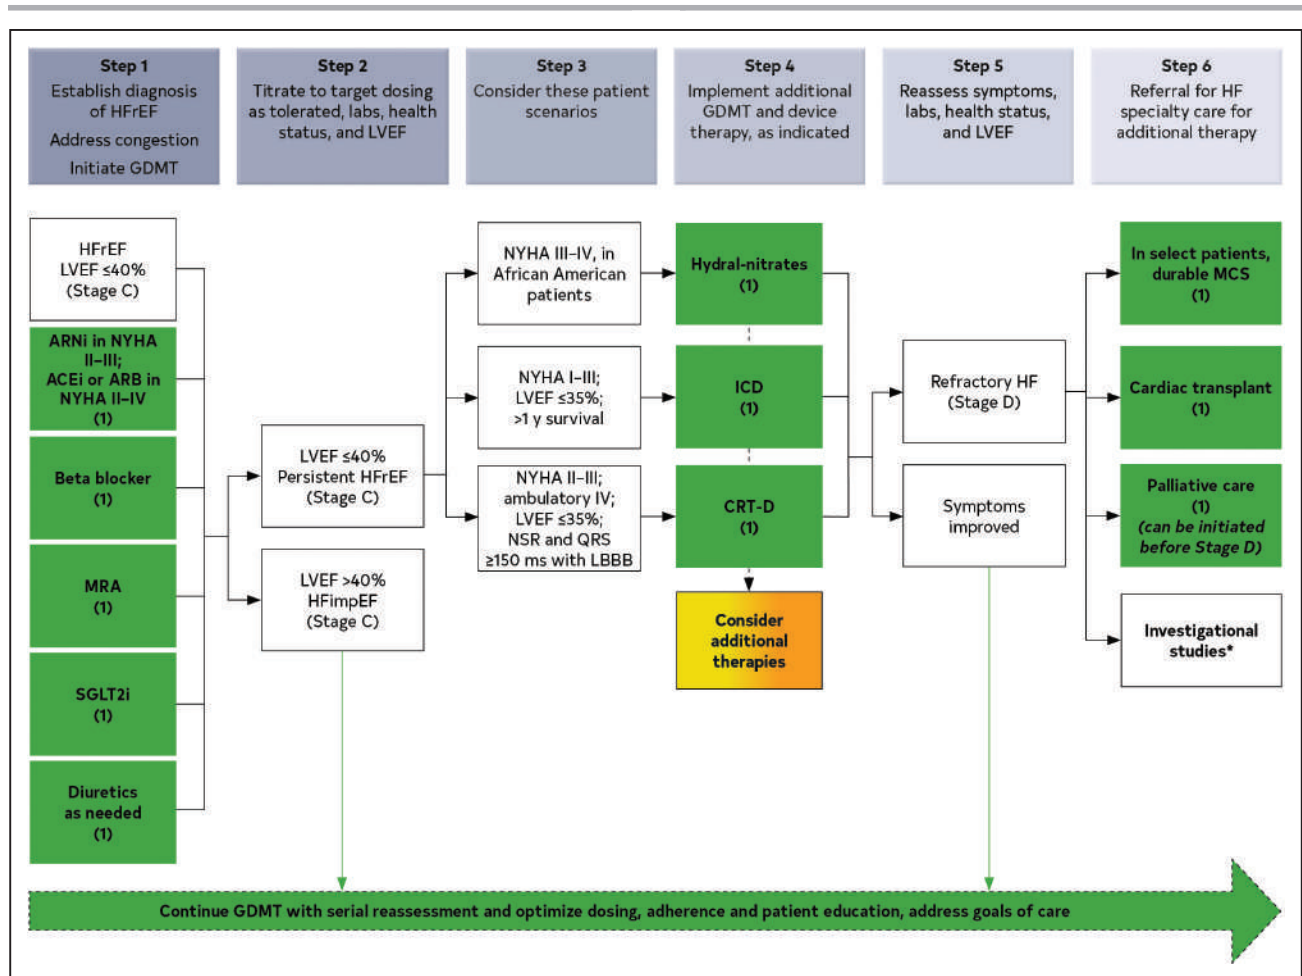 Step 1
Establish diagnosis
of HFrEF
Address congestion
Initiate GDMT
Step 2
Titrate to target dosing
as tolerated, labs, health
status, and LVEF
Step 3
Consider these patient
scenarios
Step 4
Implement additional
GDMT and device
therapy, as indicated
Step 5
Reassess symptoms,
labs, health status,
and LVEF
Step 6
Referral for HF
specialty care for
additional therapy
HFrEF
LVEF ≤40%
(Stage C)
ARNi in NYHA
II–III;
ACEi or ARB in
NYHA II–IV
(1)
Beta blocker
(1)
MRA
(1)
SGLT2i
(1)
Diuretics
as needed
(1)
LVEF ≤40%
Persistent HFrEF
(Stage C)
LVEF >40%
HFimpEF
(Stage C)
NYHA III–IV, in
African American
patients
NYHA I–III;
LVEF ≤35%;
>1 y survival
NYHA II–III;
ambulatory IV;
LVEF ≤35%;
NSR and QRS
≥150 ms with LBBB
Hydral-nitrates
(1)
ICD
(1)
CRT-D
(1)
Consider
additional
therapies
Refractory HF
(Stage D)
Symptoms
improved
In select patients,
durable MCS
(1)
Cardiac transplant
(1)
Palliative care
(1)
(can be initiated
before Stage D)
Investigational
studies*
Continue GDMT with serial reassessment and optimize dosing, adherence and patient education, address goals of care